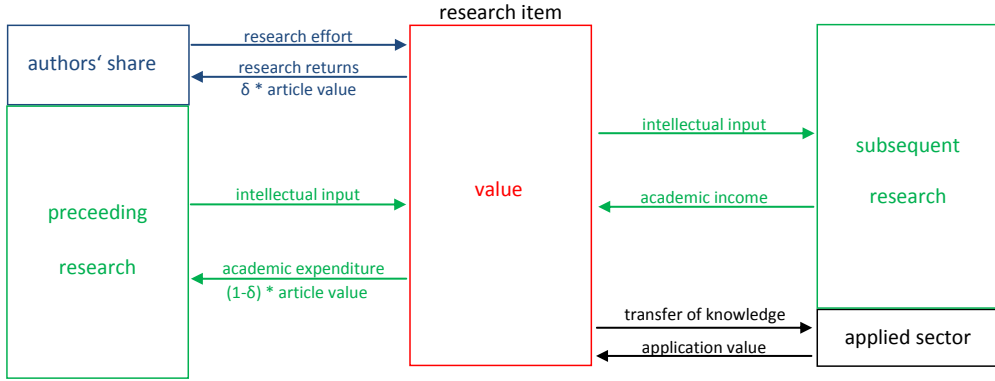 research item
research effort
authors‘ share
research returns
δ * article value
intellectual input
subsequent
value
intellectual input
academic income
research
preceeding
research
academic expenditure
(1-δ) * article value
transfer of knowledge
applied sector
application value